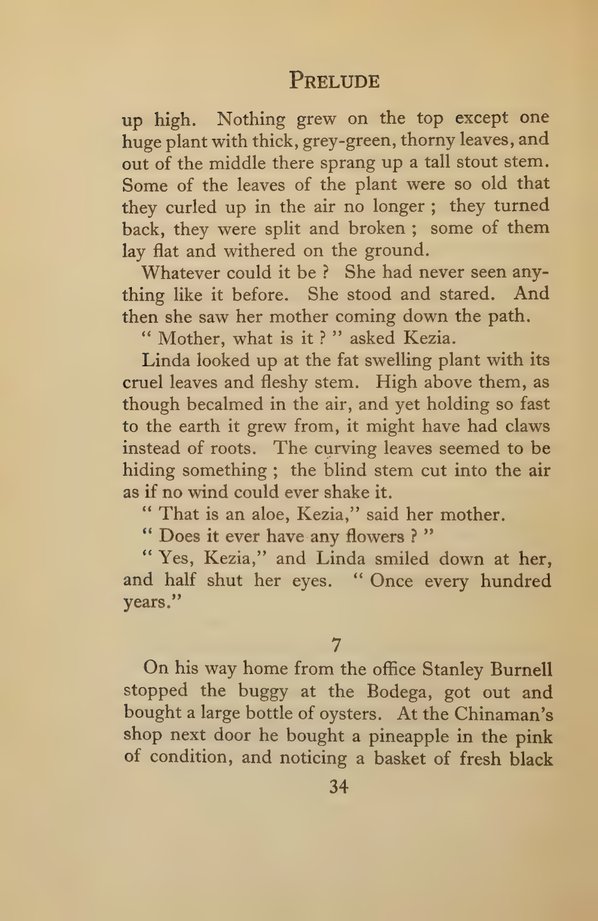 PRELUDE
up high. Nothing grew on the top except one
huge plant with thick, grey-green, thorny leaves, and
out of the middle there sprang up a tall stout stem.
Some of the leaves of the plant were so old that
they curled up in the air no longer ; they turned
back, they were split and broken ; some of them
lay flat and withered on the ground.
Whatever could it be ? She had never seen any-
thing like it before. She stood and stared. And
then she saw her mother coming down the path.
“ Mother, what is it ? ” asked Kezia.
Linda looked up at the fat swelling plant with its
cruel leaves and fleshy stem. High above them, as
though becalmed in the air, and yet holding so fast
to the earth it grew from, it might have had claws
instead of roots. The curving leaves seemed to be
hiding something ; the blind stem cut into the air
as if no wind could ever shake it.
“ That is an aloe, Kezia,” said her mother.
“ Does it ever have any flowers ? ”
“ Yes, Kezia,” and Linda smiled down at her,
and half shut her eyes. “ Once every hundred
years.”
7
On his way home from the office Stanley Burnell
stopped the buggy at the Bodega, got out and
bought a large bottle of oysters. At the Chinaman’s
shop next door he bought a pineapple in the pink
of condition, and noticing a basket of fresh black
34